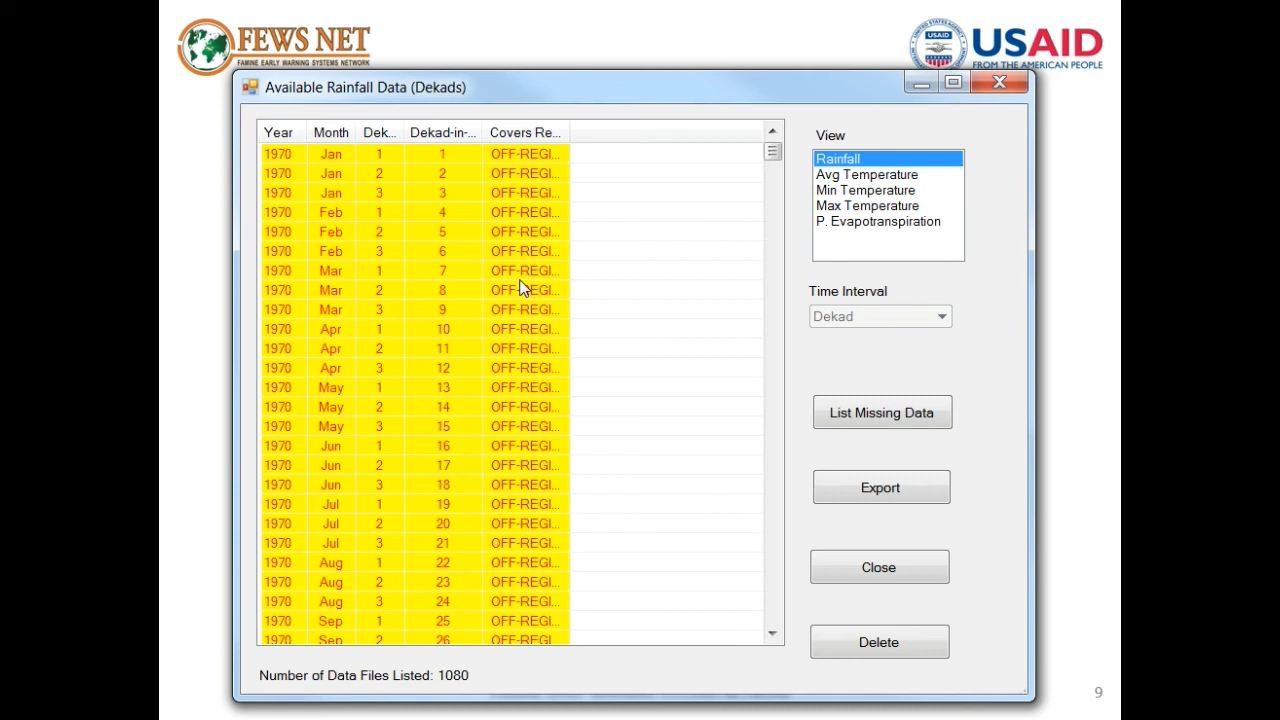 FEWS NET
FAMINE EARLY WARNING SYSTEMS NETWORK
USAID
USAID
FROM THE AMERICAN PEOPLE
Available Rainfall Data (Dekads)
Year Month Dek... Dekad-in-... Covers Re...
1970 Jan 1 1 OFF-REGI...
1970 Jan 2 2 OFF-REGI...
1970 Jan 3 3 OFF-REGI...
1970 Feb 1 4 OFF-REGI...
1970 Feb 2 5 OFF-REGI...
1970 Feb 3 6 OFF-REGI...
1970 Mar 1 7 OFF-REGI...
1970 Mar 2 8 OFF-REGI...
1970 Mar 3 9 OFF-REGI...
1970 Apr 1 10 OFF-REGI...
1970 Apr 2 11 OFF-REGI...
1970 Apr 3 12 OFF-REGI...
1970 May 1 13 OFF-REGI...
1970 May 2 14 OFF-REGI...
1970 May 3 15 OFF-REGI...
1970 Jun 1 16 OFF-REGI...
1970 Jun 2 17 OFF-REGI...
1970 Jun 3 18 OFF-REGI...
1970 Jul 1 19 OFF-REGI...
1970 Jul 2 20 OFF-REGI...
1970 Jul 3 21 OFF-REGI...
1970 Aug 1 22 OFF-REGI...
1970 Aug 2 23 OFF-REGI...
1970 Aug 3 24 OFF-REGI...
1970 Sep 1 25 OFF-REGI...
1970 Sep 2 26 OFF-REGI...
Number of Data Files Listed: 1080
View
Rainfall
Avg Temperature
Min Temperature
Max Temperature
P. Evapotranspiration
Time Interval
Dekad
List Missing Data
Export
Close
Delete
9